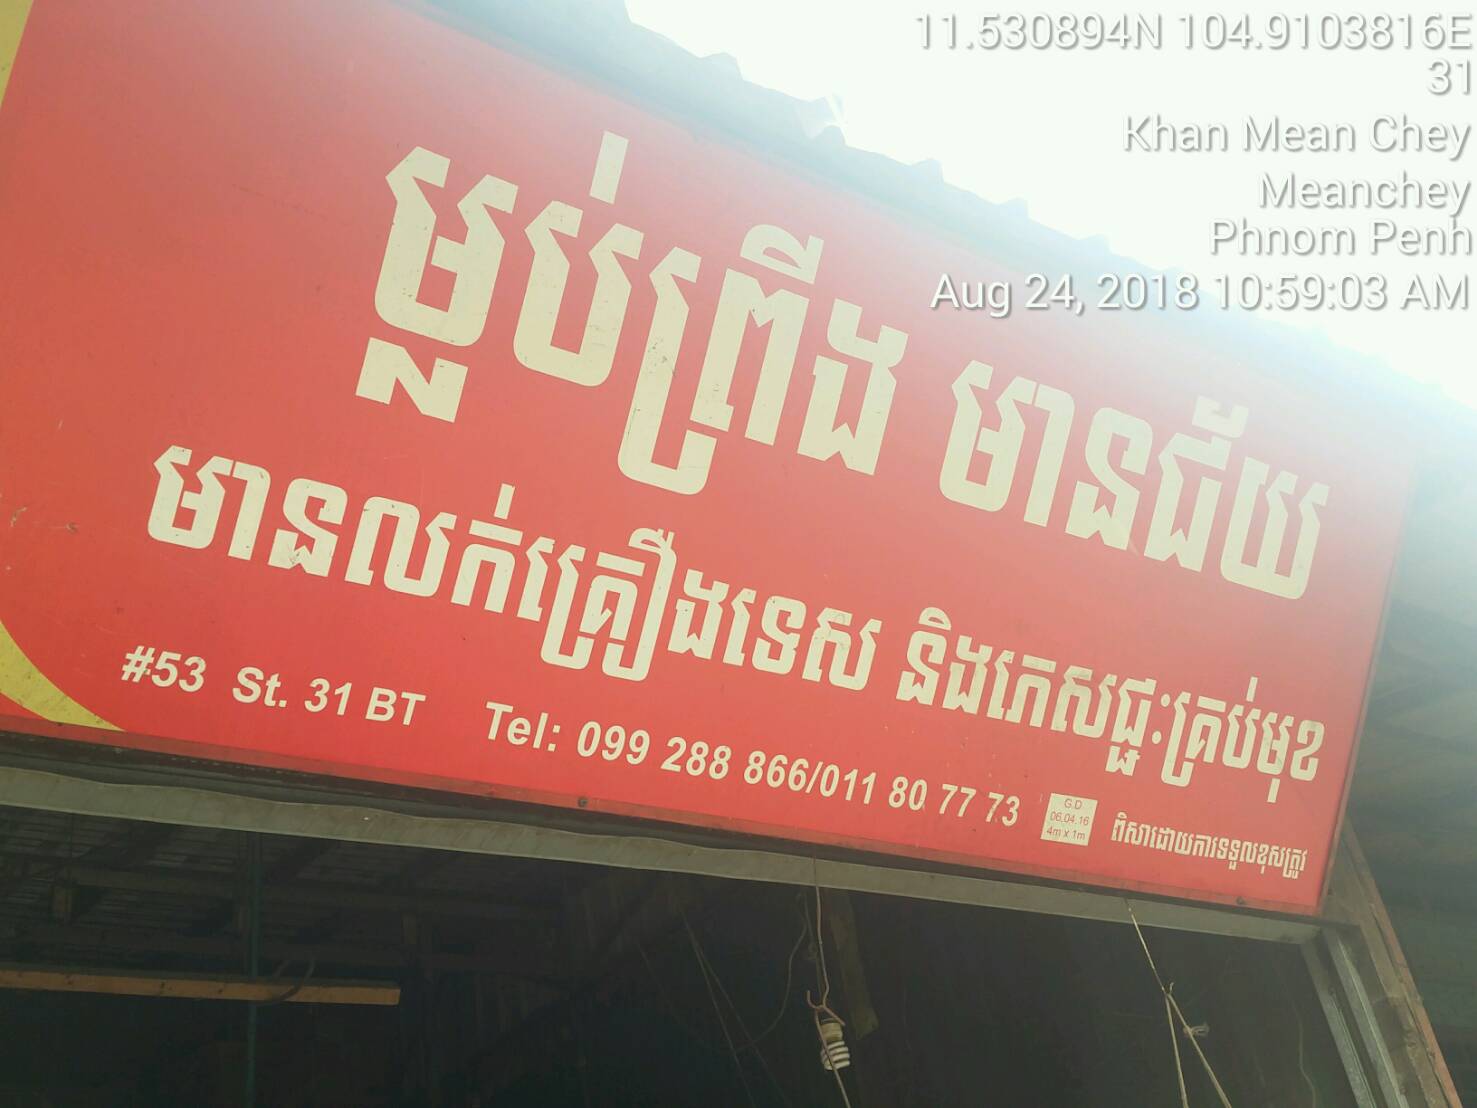 11.530894N 104.9103816E
31
Khan Mean Chey
Meanchey
Phnom Penh
Aug 24, 2018 10:59:03 AM
ម្លប់ព្រីង មានជ័យ
មានលក់គ្រឿងទេស និងភេសជ្ជៈគ្រប់មុខ
#53 St. 31 BT Tel: 099 288 866/011 80 77 73
G.D
06.04.16
4m x 1m
ពិសាដោយការទទួលខុសត្រូវ